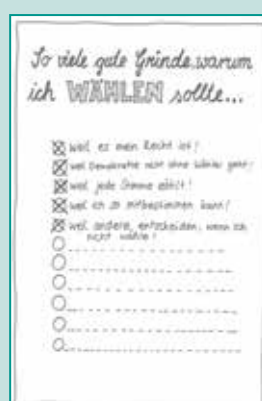 So viele gute Gründe, warum
ich WÄHLEN sollte...
weil es mein Recht ist!
weil Demokratie nicht ohne Wähler geht!
weil jede Stimme zählt!
weil ich so mitbestimmen kann!
weil andere entscheiden, wenn ich
nicht wähle!